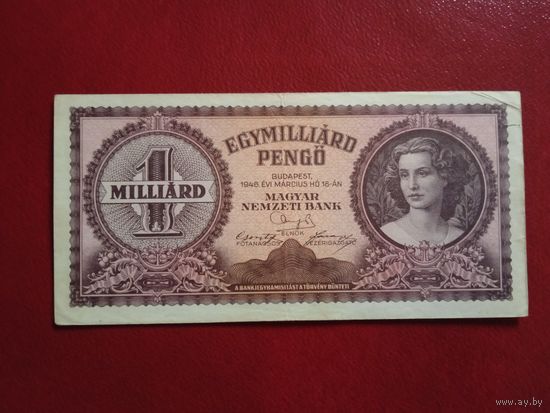 EGYMILLIÁRD
PENGŐ
1
MILLIÁRD
BUDAPEST,
1946. ÉVI MÁRCIUS HÓ 18-ÁN
MAGYAR
NEMZETI BANK
ELNÖK
FŐTANÁCSOS VEZÉRIGAZGATÓ
A BANKJEGYHAMISÍTÁST A TÖRVÉNY BÜNTETI
www.ay.by